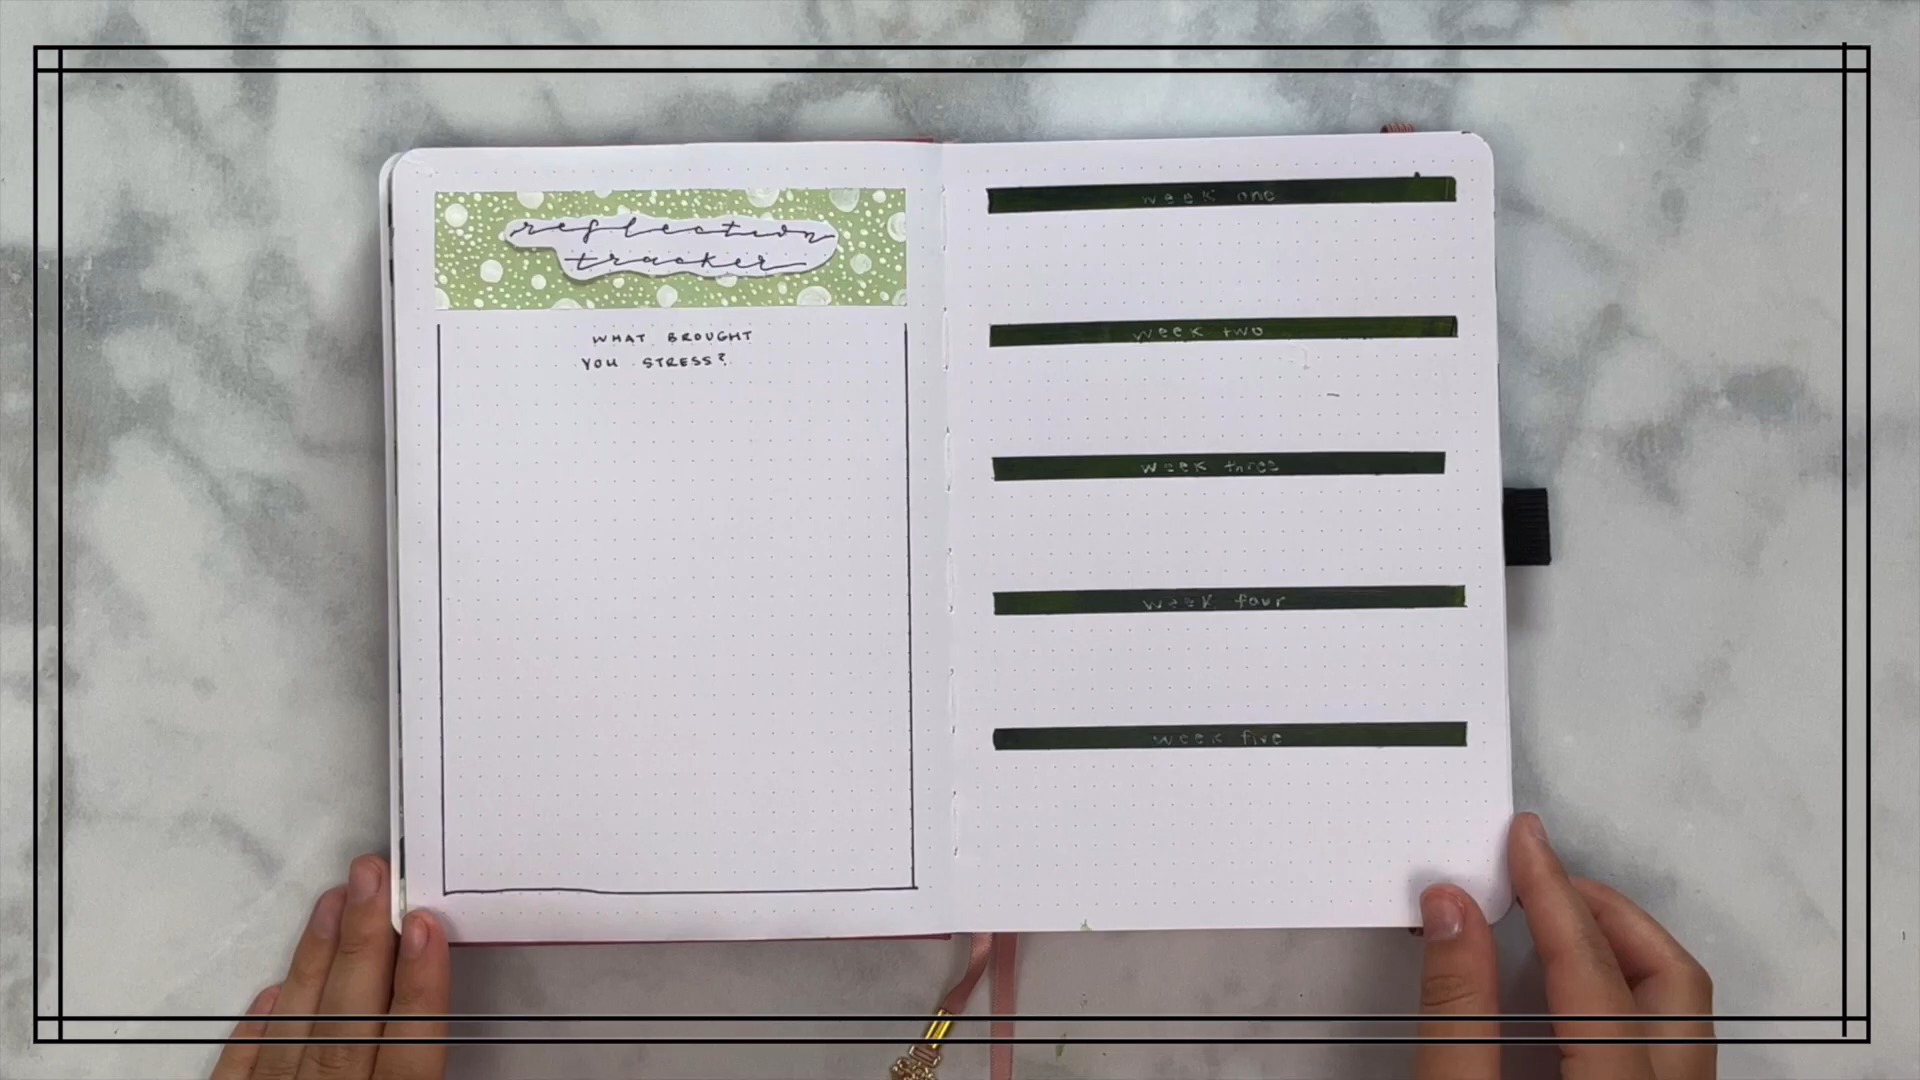 reflection
tracker
WHAT BROUGHT
YOU STRESS?
week one
week two
week three
week four
week five